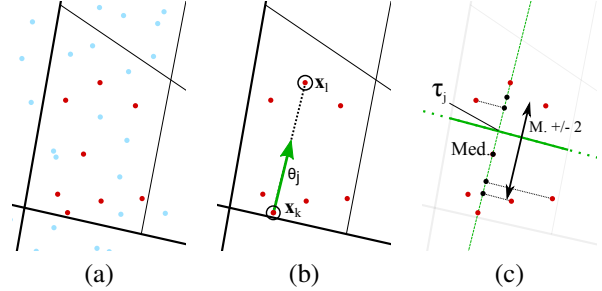 x_l
θ_j
x_k
τ_j
M. +/- 2
Med.
(a) (b) (c)